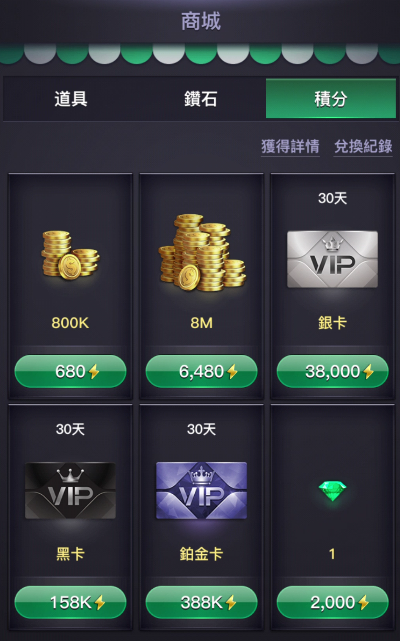 商城
道具 鑽石 積分
獲得詳情 兌換紀錄
30天
VIP
800K 8M 銀卡
680 6,480 38,000
30天 30天
VIP VIP
黑卡 鉑金卡 1
158K 388K 2,000